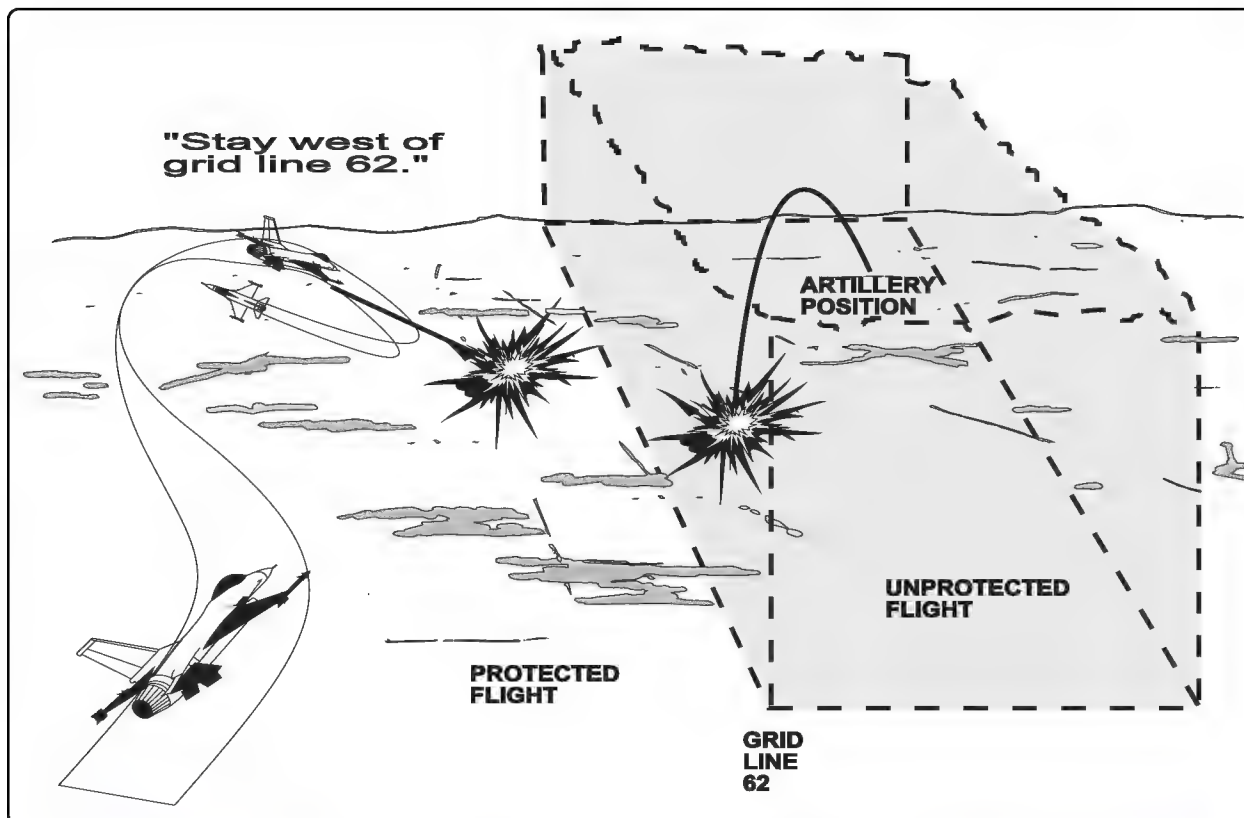 "Stay west of
grid line 62."
ARTILLERY
POSITION
UNPROTECTED
FLIGHT
PROTECTED
FLIGHT
GRID
LINE
62